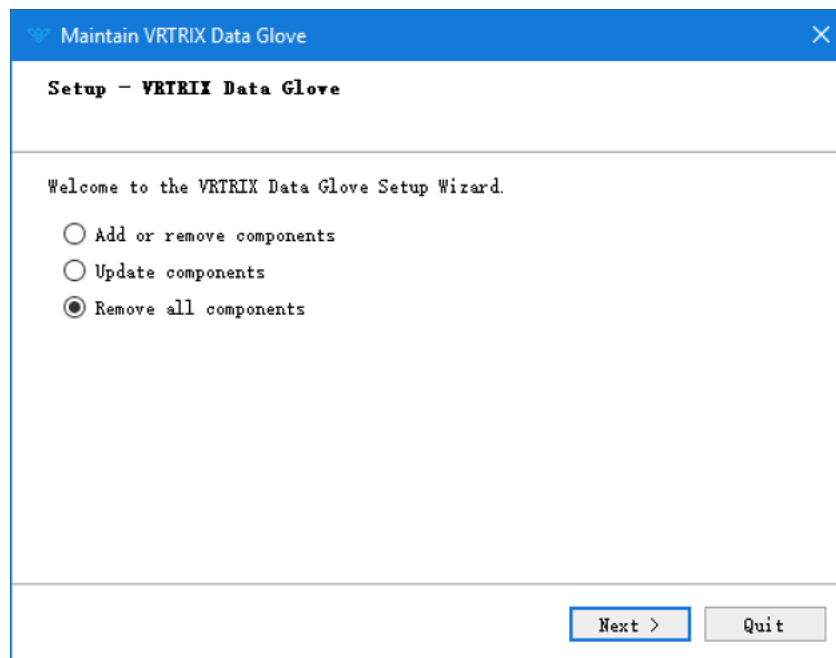 Maintain VRTRIX Data Glove
Setup - VRTRIX Data Glove
Welcome to the VRTRIX Data Glove Setup Wizard.
Add or remove components
Update components
Remove all components
Next >
Quit